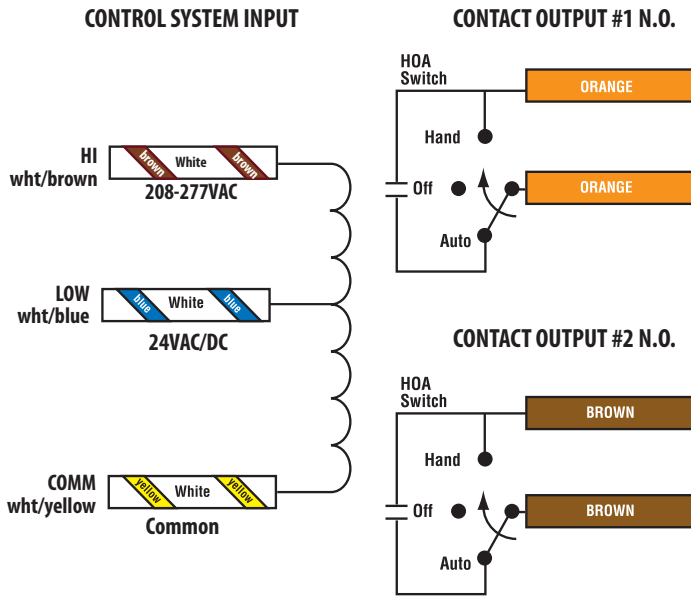 CONTROL SYSTEM INPUT
HI
wht/brown
brown White brown
208-277VAC
LOW
wht/blue
blue White blue
24VAC/DC
COMM
wht/yellow
yellow White yellow
Common
CONTACT OUTPUT #1 N.O.
HOA
Switch
ORANGE
Hand
Off
ORANGE
Auto
CONTACT OUTPUT #2 N.O.
HOA
Switch
BROWN
Hand
Off
BROWN
Auto